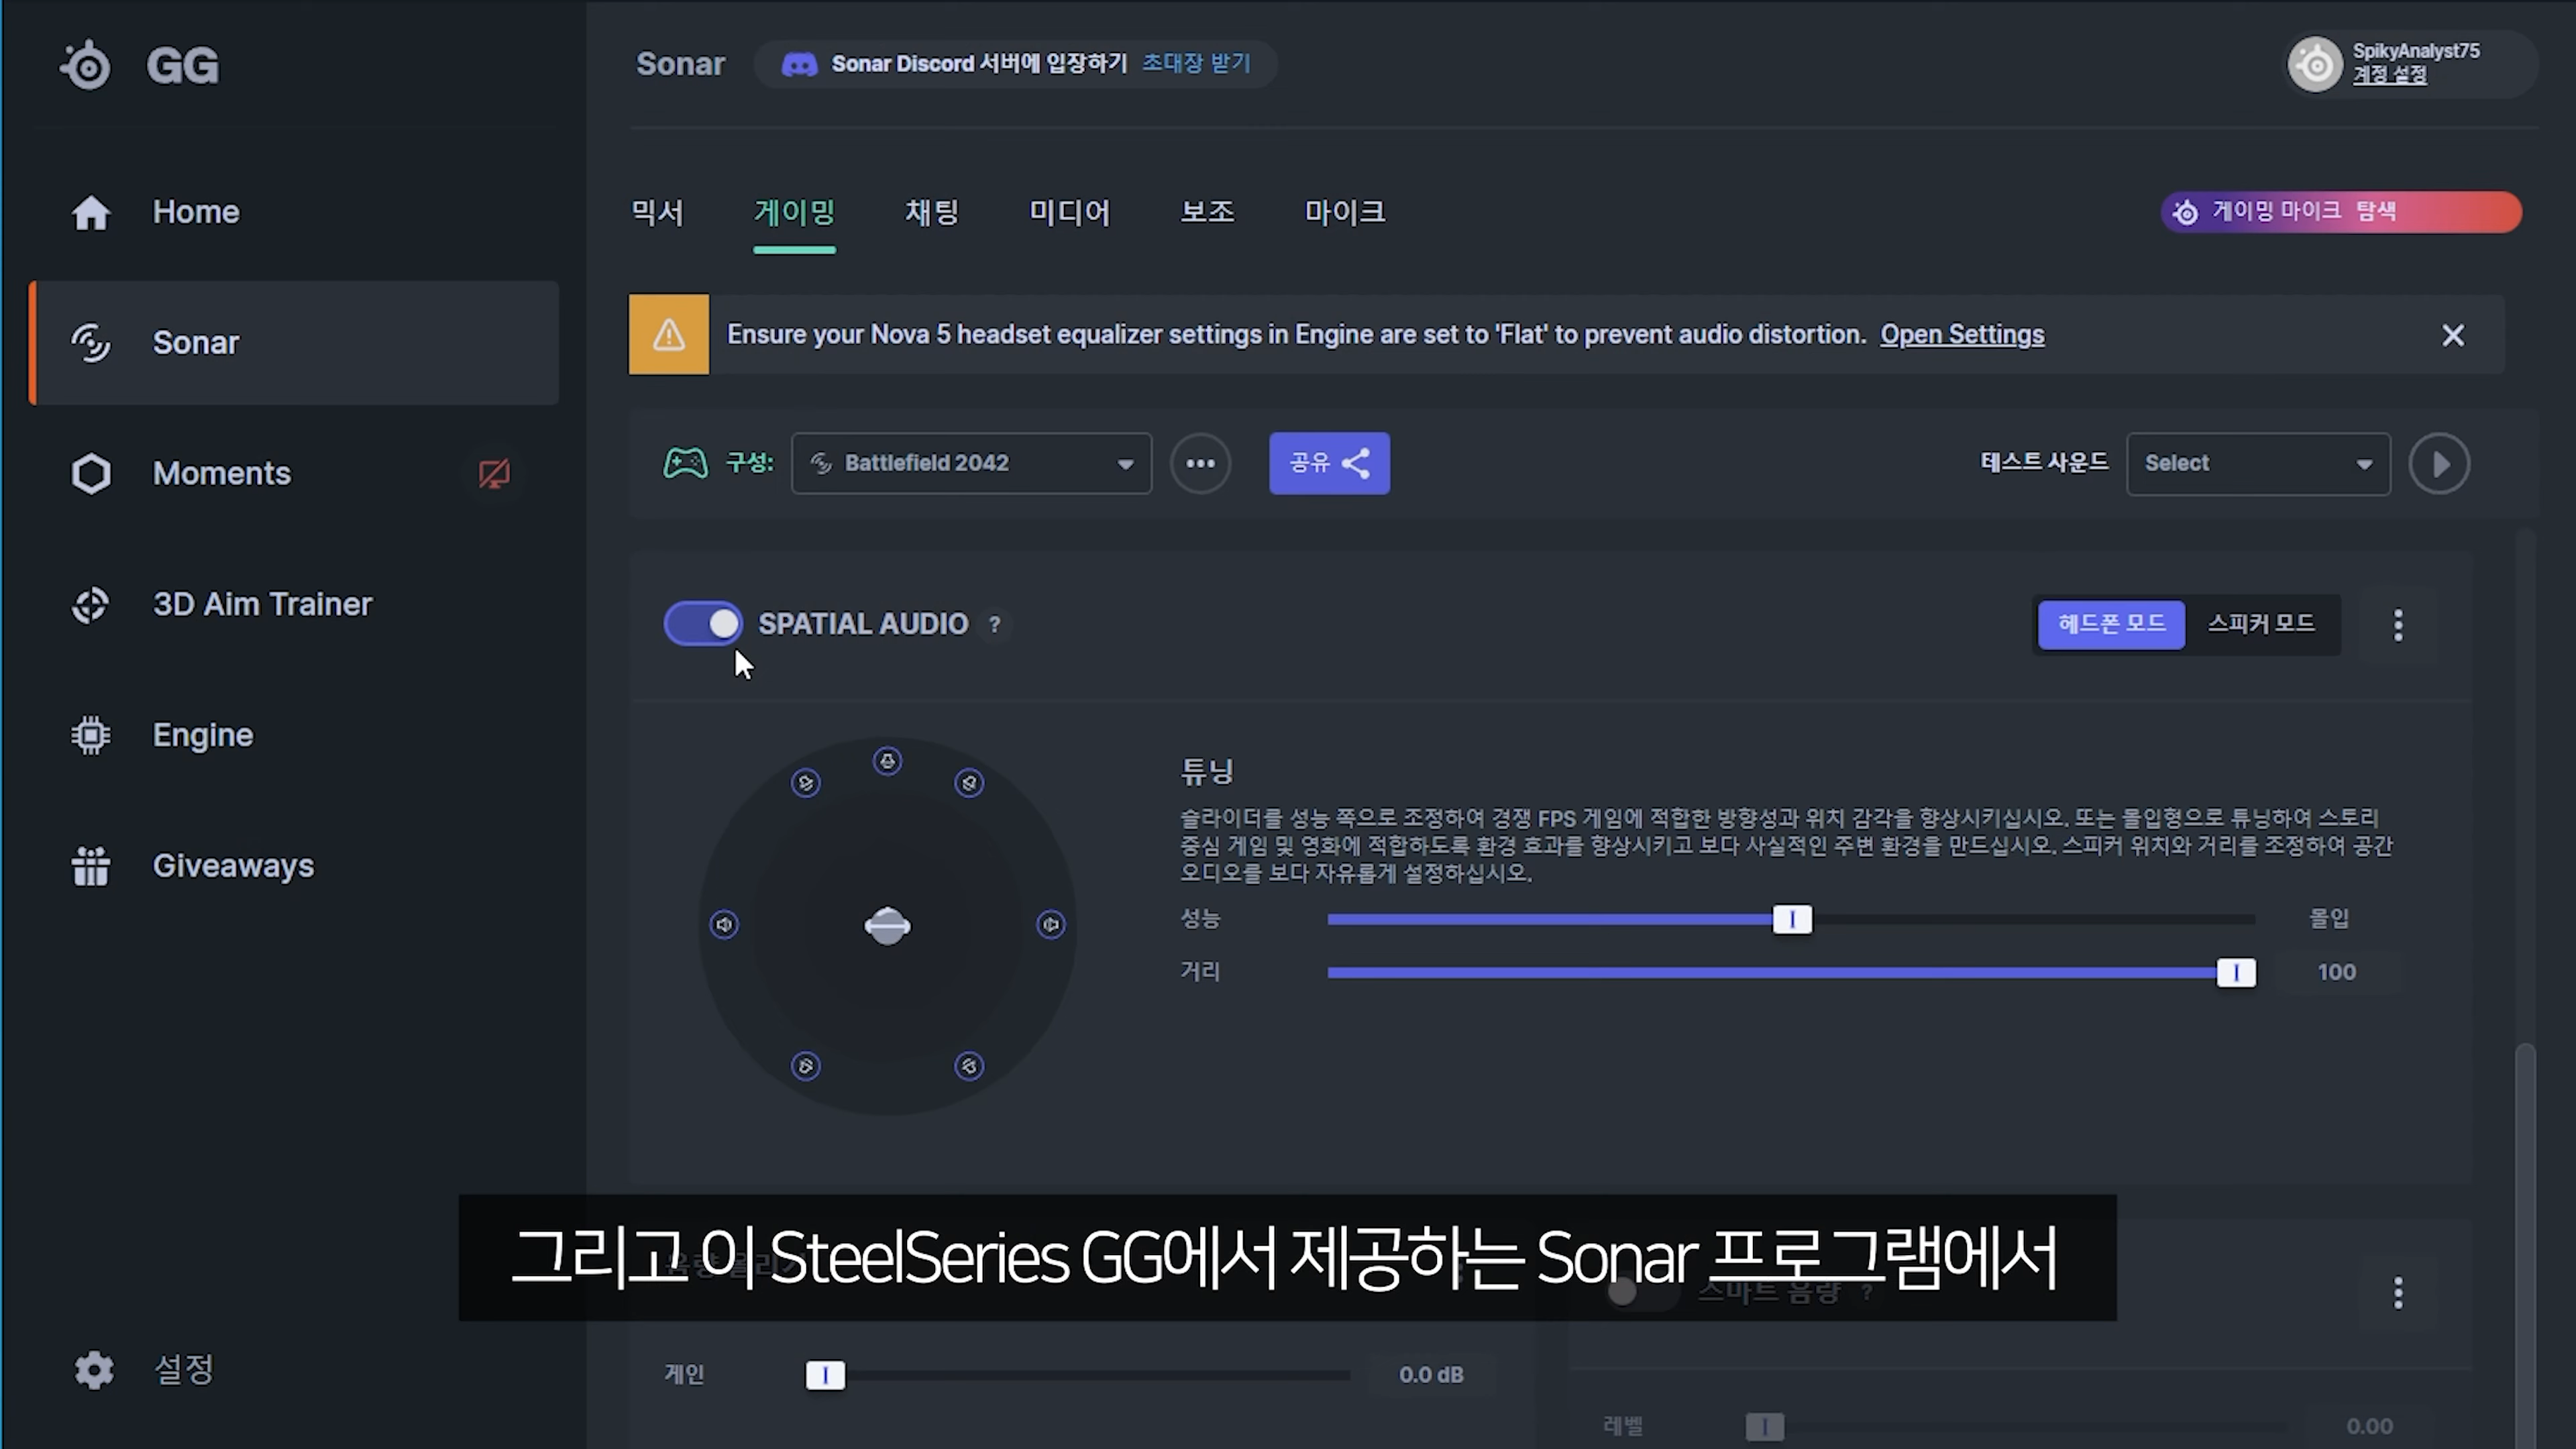 GG
Sonar
Sonar Discord 서버에 입장하기 초대장 받기
SpikyAnalyst75
계정 설정
Home
Sonar
Moments
3D Aim Trainer
Engine
Giveaways
설정
믹서 게이밍 채팅 미디어 보조 마이크
게이밍 마이크 탐색
Ensure your Nova 5 headset equalizer settings in Engine are set to 'Flat' to prevent audio distortion. Open Settings
구성: Battlefield 2042
공유
테스트 사운드 Select
SPATIAL AUDIO ?
헤드폰 모드 스피커 모드
튜닝
슬라이더를 성능 쪽으로 조정하여 경쟁 FPS 게임에 적합한 방향성과 위치 감각을 향상시키십시오. 또는 몰입형으로 튜닝하여 스토리
중심 게임 및 영화에 적합하도록 환경 효과를 향상시키고 보다 사실적인 주변 환경을 만드십시오. 스피커 위치와 거리를 조정하여 공간
오디오를 보다 자유롭게 설정하십시오.
성능 몰입
거리 100
그리고 이 SteelSeries GG에서 제공하는 Sonar 프로그램에서
스마트 음량 ?
게인 0.0 dB
레벨 0.00